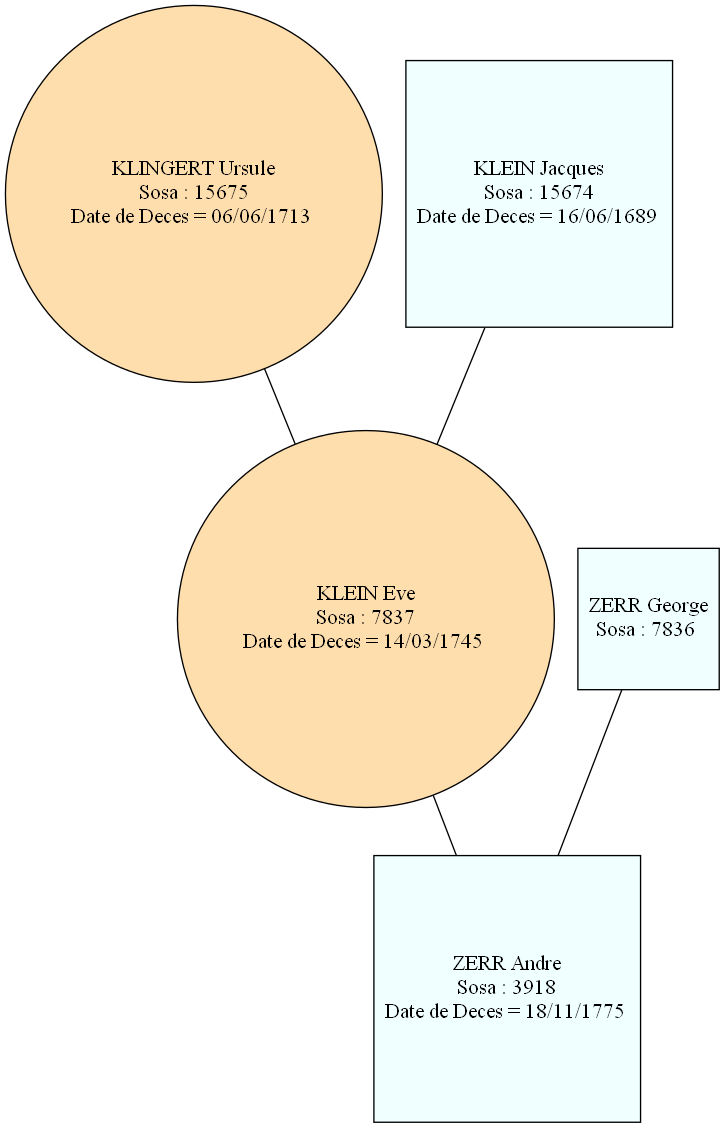 KLINGERT Ursule
Sosa : 15675
Date de Deces = 06/06/1713
KLEIN Jacques
Sosa : 15674
Date de Deces = 16/06/1689
KLEIN Eve
Sosa : 7837
Date de Deces = 14/03/1745
ZERR George
Sosa : 7836
ZERR Andre
Sosa : 3918
Date de Deces = 18/11/1775